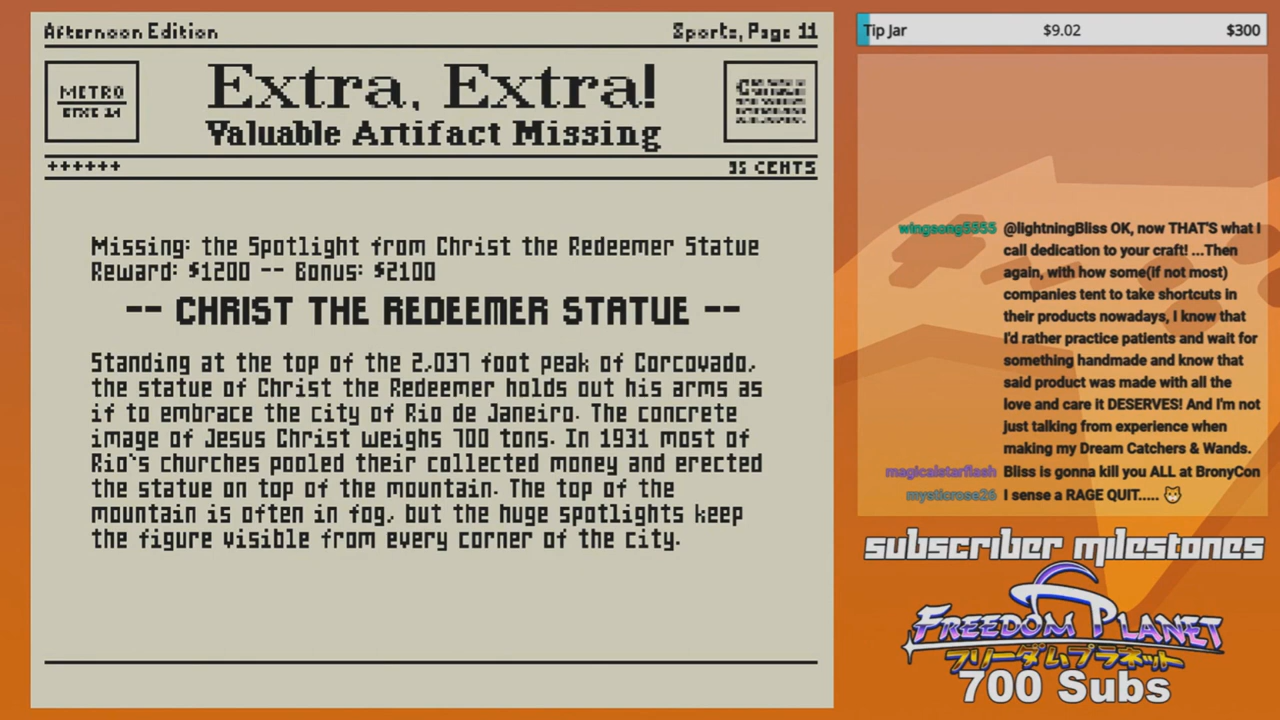 Afternoon Edition
Sports, Page 11
METRO
Extra, Extra!
Valuable Artifact Missing
++++++
35 CENTS
Missing: the Spotlight from Christ the Redeemer Statue
Reward: $1200 -- Bonus: $2100
-- CHRIST THE REDEEMER STATUE --
Standing at the top of the 2,037 foot peak of Corcovado,
the statue of Christ the Redeemer holds out his arms as
if to embrace the city of Rio de Janeiro. The concrete
image of Jesus Christ weighs 700 tons. In 1931 most of
Rio's churches pooled their collected money and erected
the statue on top of the mountain. The top of the
mountain is often in fog, but the huge spotlights keep
the figure visible from every corner of the city.
Tip Jar $9.02 $300
wingsong5555 @lightningBliss OK, now THAT'S what I
call dedication to your craft! ...Then
again, with how some(if not most)
companies tent to take shortcuts in
their products nowadays, I know that
I'd rather practice patients and wait for
something handmade and know that
said product was made with all the
love and care it DESERVES! And I'm not
just talking from experience when
making my Dream Catchers & Wands.
magicalstarflash Bliss is gonna kill you ALL at BronyCon
mysticrose26 I sense a RAGE QUIT.....
SUBSCRIBER MILESTONES
FREEDOM PLANET
フリーダムプラネット
700 Subs